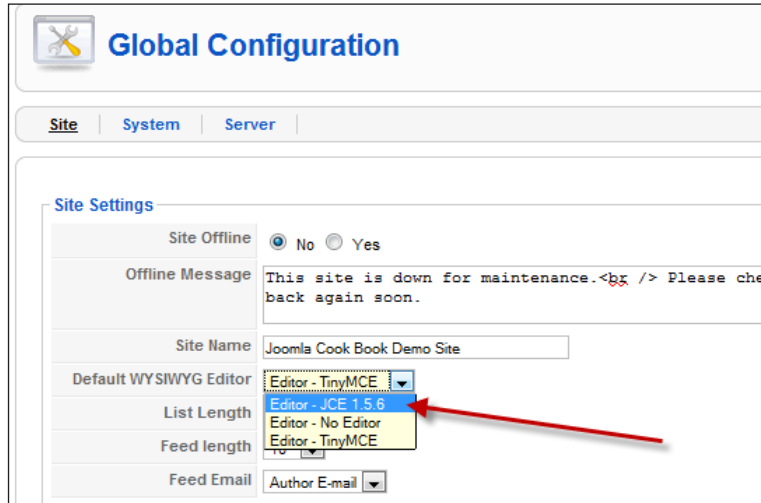 Global Configuration
Site System Server
Site Settings
Site Offline No Yes
Offline Message This site is down for maintenance.<br /> Please che
back again soon.
Site Name Joomla Cook Book Demo Site
Default WYSIWYG Editor Editor - TinyMCE
List Length Editor - JCE 1.5.6
Editor - No Editor
Editor - TinyMCE
Feed length
Feed Email Author E-mail